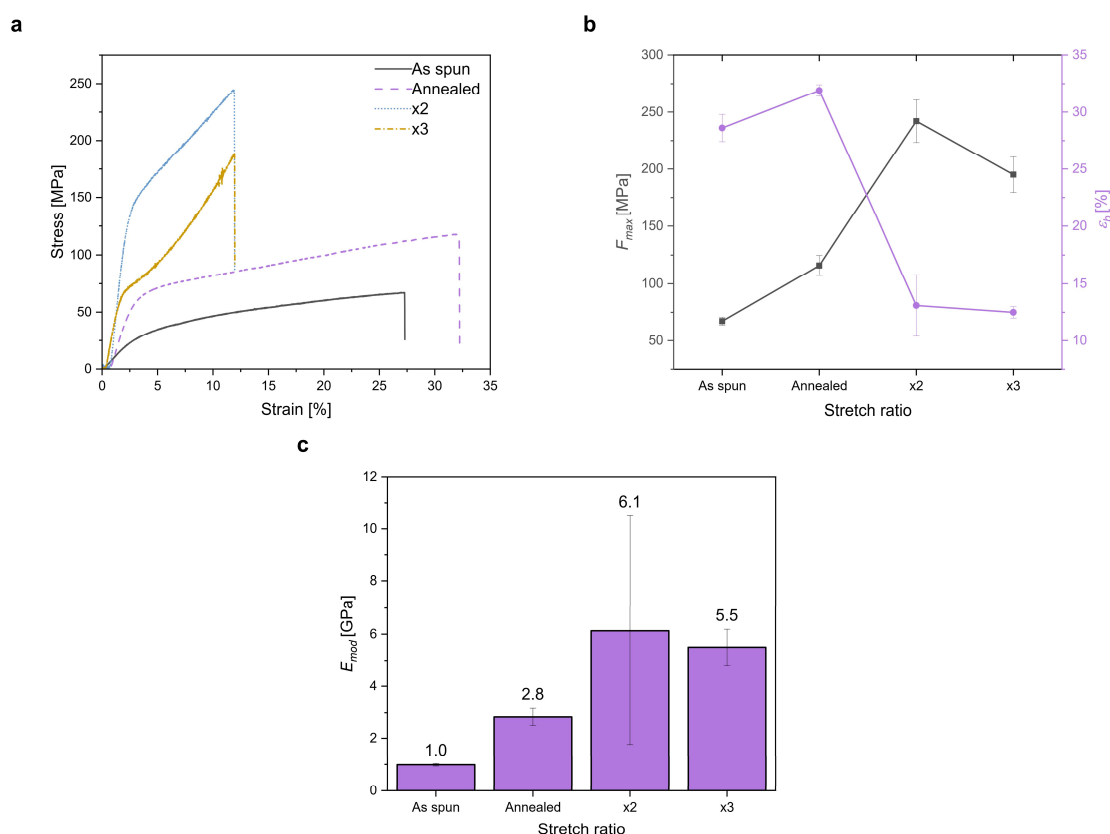 a
Stress [MPa]
250
200
150
100
50
0
0 5 10 15 20 25 30 35
Strain [%]
As spun
Annealed
x2
x3
b
F_max [MPa]
300
250
200
150
100
50
35
30
25
20
15
10
ε_b [%]
As spun Annealed x2 x3
Stretch ratio
c
E_mod [GPa]
12
10
8
6
4
2
0
1.0
2.8
6.1
5.5
As spun Annealed x2 x3
Stretch ratio